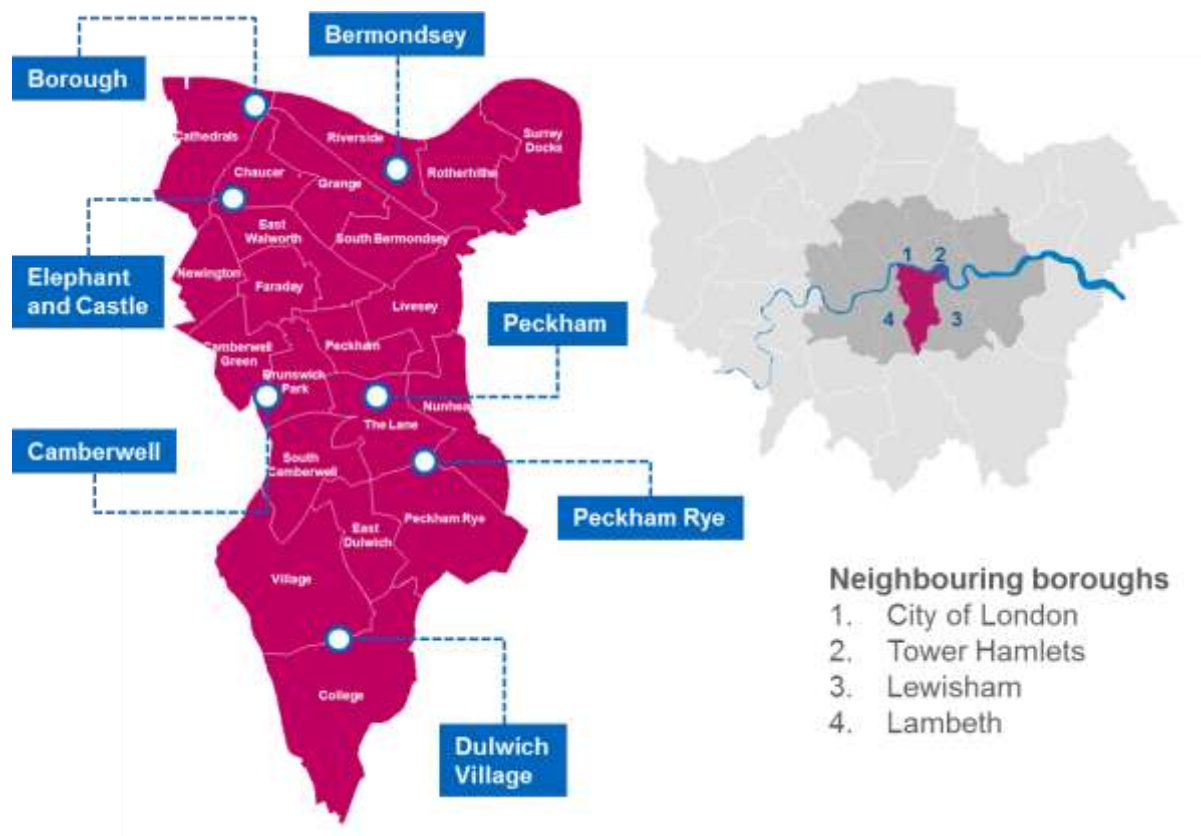 Bermondsey
Borough
Cathedrals
Riverside
Surrey
Docks
Chaucer
Grange
Rotherhithe
East
Walworth
South Bermondsey
Elephant
and Castle
Newington
Faraday
Livesey
Peckham
Camberwell
Green
Peckham
Brunswick
Park
Nunhea
The Lane
Camberwell
South
Camberwell
Peckham Rye
Peckham Rye
East
Dulwich
Village
College
Dulwich
Village
1
2
4
3
Neighbouring boroughs
1. City of London
2. Tower Hamlets
3. Lewisham
4. Lambeth